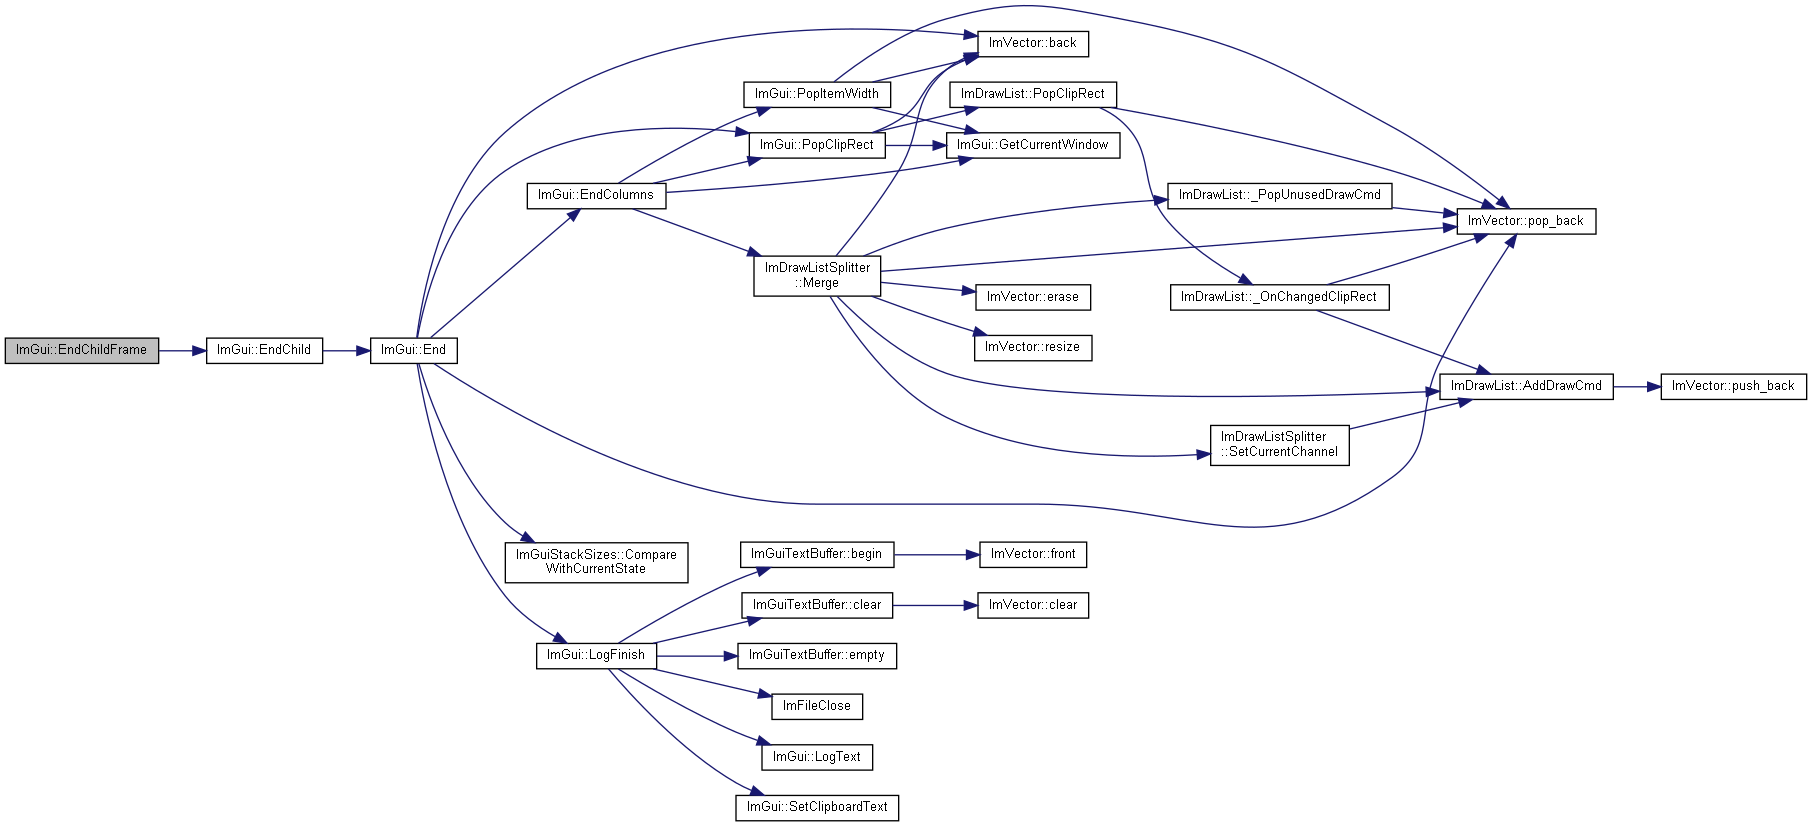 ImVector::back
ImGui::PopItemWidth
ImDrawList::PopClipRect
ImGui::PopClipRect
ImGui::GetCurrentWindow
ImGui::EndColumns
ImDrawList::_PopUnusedDrawCmd
ImVector::pop_back
ImDrawListSplitter
::Merge
ImVector::erase
ImDrawList::_OnChangedClipRect
ImVector::resize
ImGui::EndChildFrame
ImGui::EndChild
ImGui::End
ImDrawList::AddDrawCmd
ImVector::push_back
ImDrawListSplitter
::SetCurrentChannel
ImGuiStackSizes::Compare
WithCurrentState
ImGuiTextBuffer::begin
ImVector::front
ImGuiTextBuffer::clear
ImVector::clear
ImGui::LogFinish
ImGuiTextBuffer::empty
ImFileClose
ImGui::LogText
ImGui::SetClipboardText